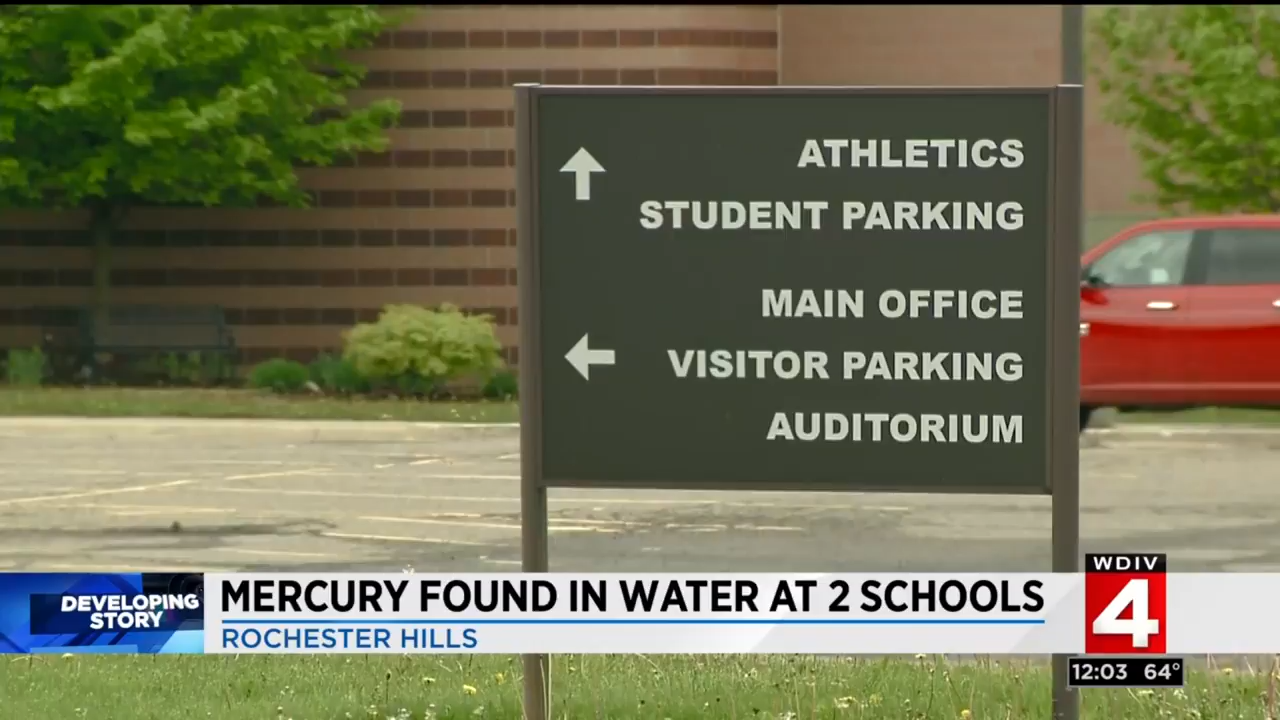 ATHLETICS
STUDENT PARKING
MAIN OFFICE
VISITOR PARKING
AUDITORIUM
DEVELOPING
STORY
MERCURY FOUND IN WATER AT 2 SCHOOLS
ROCHESTER HILLS
WDIV
4
12:03 64°